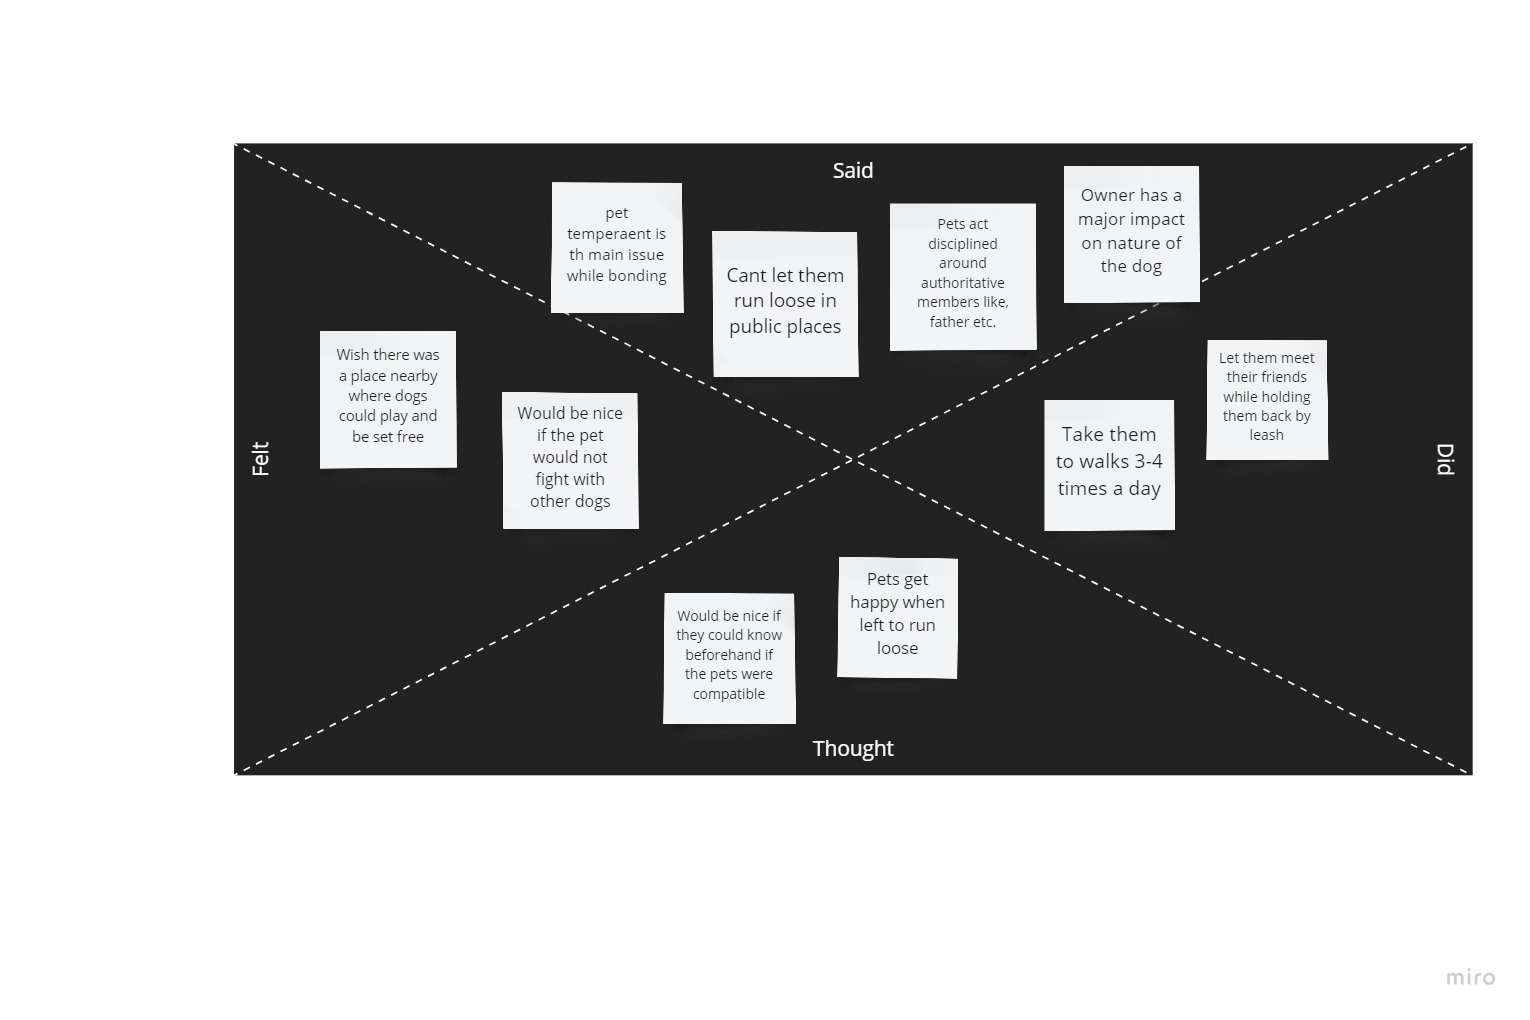 Said
pet
temperaent is
th main issue
while bonding
Cant let them
run loose in
public places
Pets act
disciplined
around
authoritative
members like,
father etc.
Owner has a
major impact
on nature of
the dog
Felt
Wish there was
a place nearby
where dogs
could play and
be set free
Would be nice
if the pet
would not
fight with
other dogs
Did
Take them
to walks 3-4
times a day
Let them meet
their friends
while holding
them back by
leash
Would be nice if
they could know
beforehand if
the pets were
compatible
Pets get
happy when
left to run
loose
Thought
miro